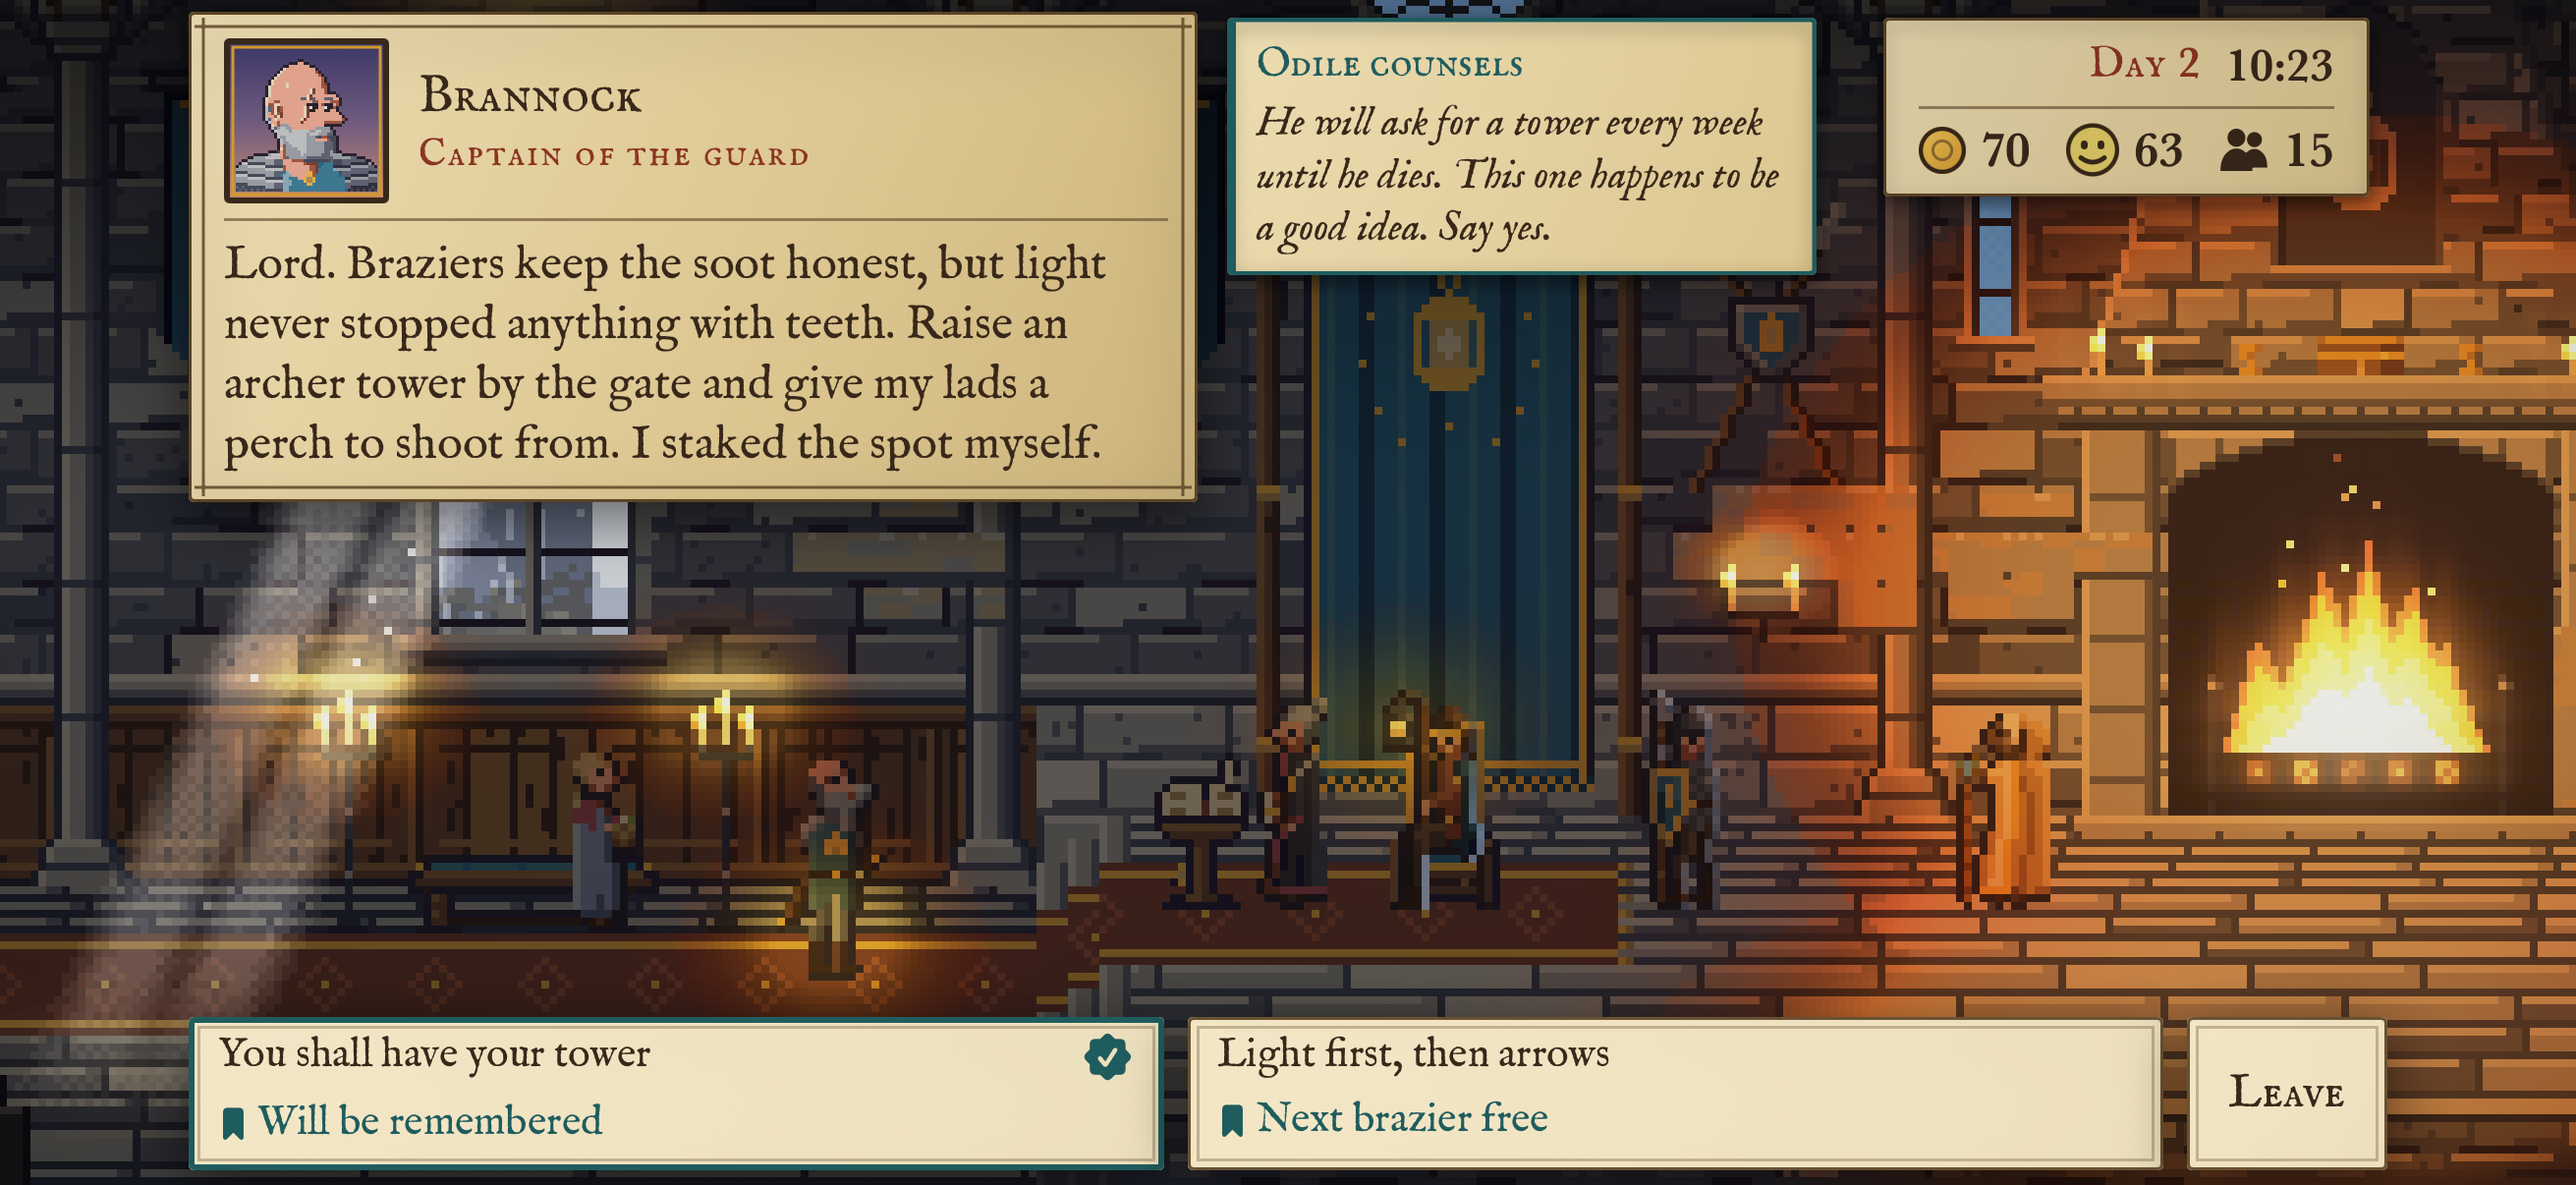 Brannock
Captain of the guard
Lord. Braziers keep the soot honest, but light
never stopped anything with teeth. Raise an
archer tower by the gate and give my lads a
perch to shoot from. I staked the spot myself.
Odile counsels
He will ask for a tower every week
until he dies. This one happens to be
a good idea. Say yes.
Day 2 10:23
70 63 15
You shall have your tower
Will be remembered
Light first, then arrows
Next brazier free
Leave